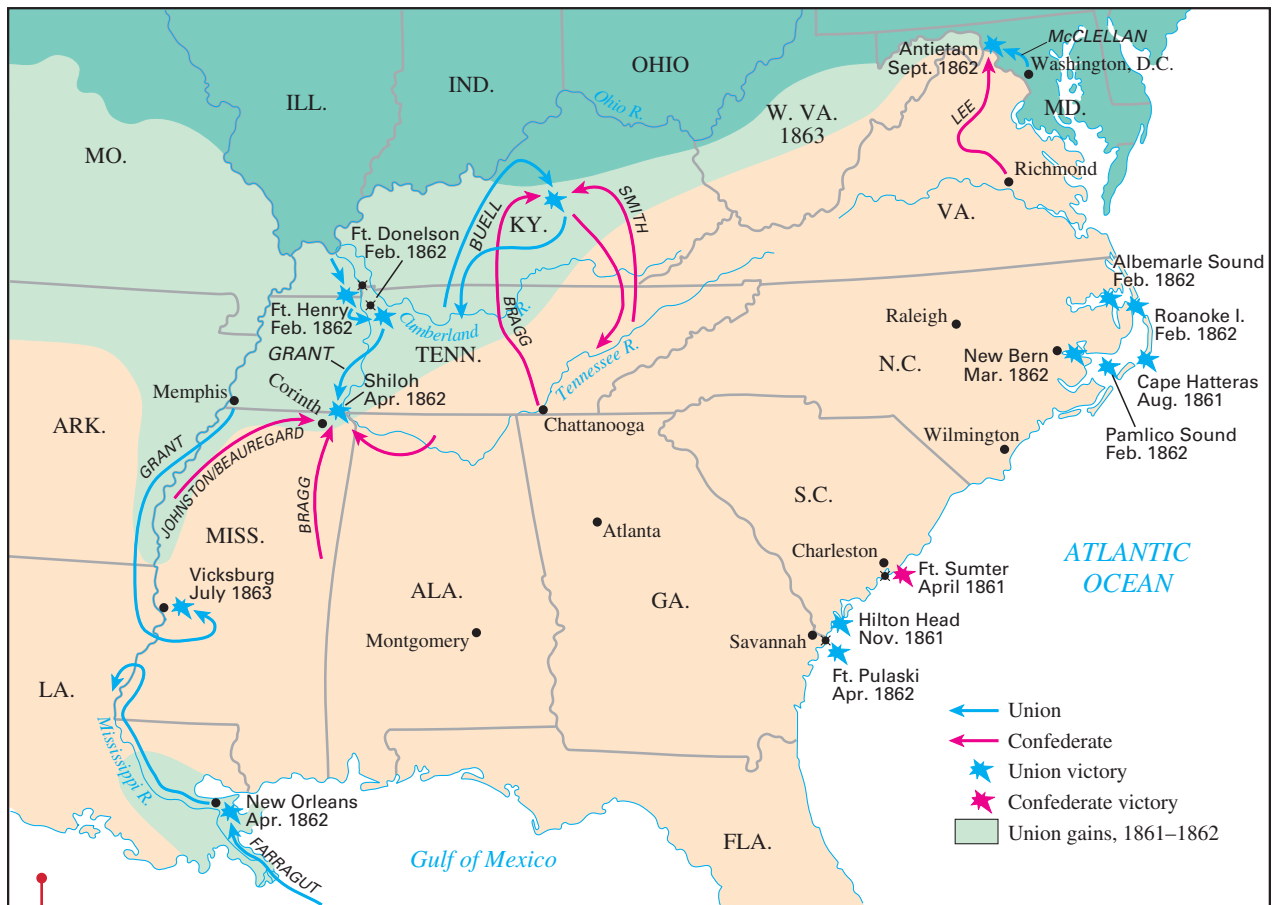 McCLELLAN
Antietam
Sept. 1862
Washington, D.C.
OHIO
IND.
ILL.
Ohio R.
W. VA.
1863
MD.
LEE
MO.
Richmond
SMITH
VA.
KY.
BUELL
Ft. Donelson
Feb. 1862
Albemarle Sound
Feb. 1862
Ft. Henry
Feb. 1862
Cumberland
R.
BRAGG
Raleigh
Roanoke I.
Feb. 1862
GRANT
TENN.
Tennessee R.
N.C.
New Bern
Mar. 1862
Shiloh
Apr. 1862
Cape Hatteras
Aug. 1861
Memphis
Corinth
Chattanooga
ARK.
Wilmington
Pamlico Sound
Feb. 1862
GRANT
JOHNSTON/BEAUREGARD
BRAGG
S.C.
MISS.
Atlanta
Charleston
ATLANTIC
OCEAN
Ft. Sumter
April 1861
Vicksburg
July 1863
ALA.
GA.
Hilton Head
Nov. 1861
Montgomery
Savannah
Ft. Pulaski
Apr. 1862
LA.
Mississippi R.
Union
Confederate
Union victory
Confederate victory
Union gains, 1861–1862
New Orleans
Apr. 1862
FLA.
FARRAGUT
Gulf of Mexico